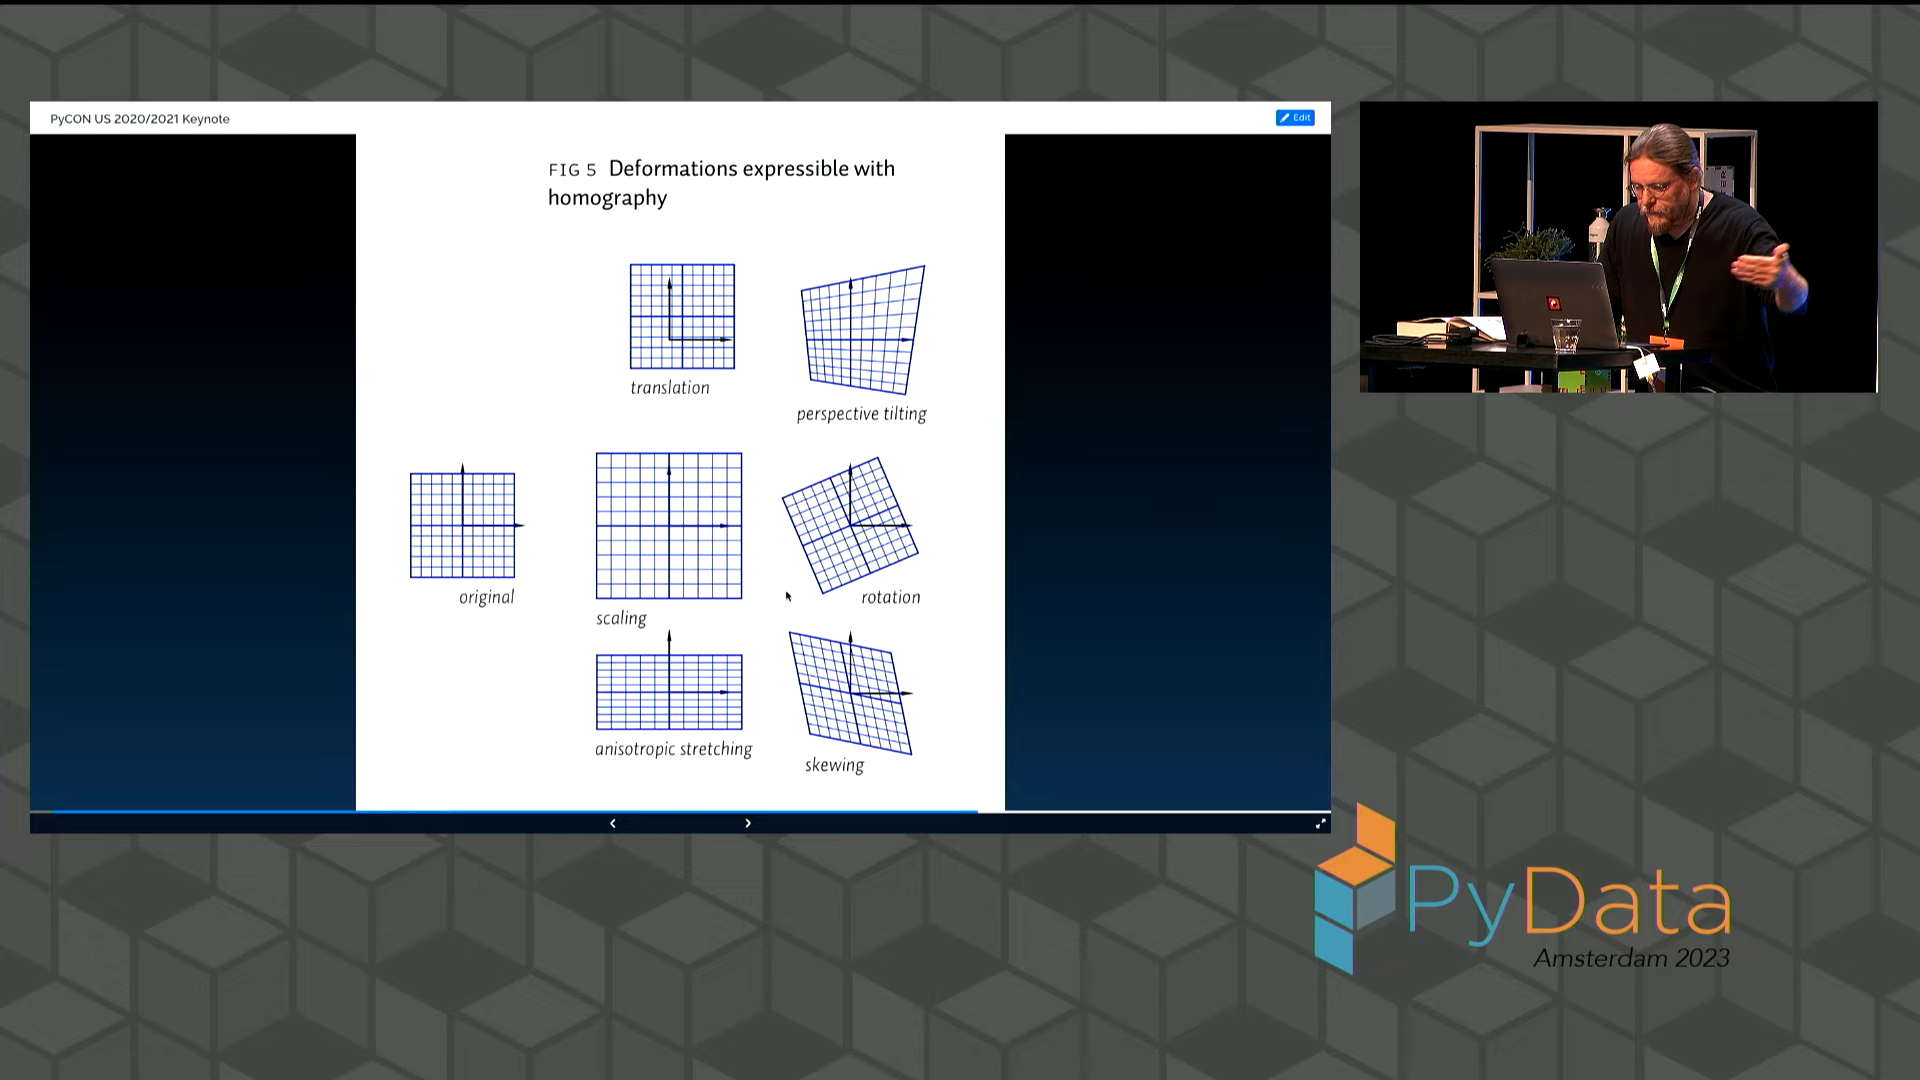 PyCON US 2020/2021 Keynote
Edit
FIG 5 Deformations expressible with
homography
translation
perspective tilting
original
scaling
rotation
anisotropic stretching
skewing
PyData
Amsterdam 2023